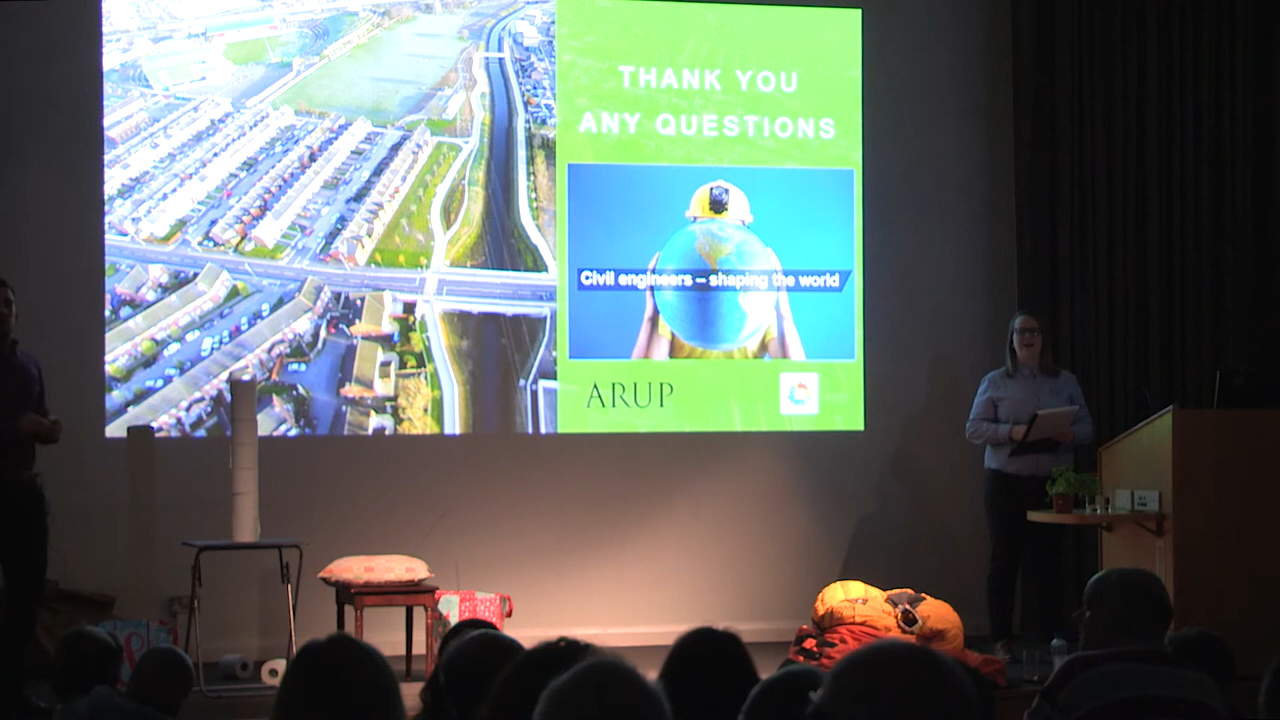 THANK YOU
ANY QUESTIONS
Civil engineers – shaping the world
ARUP